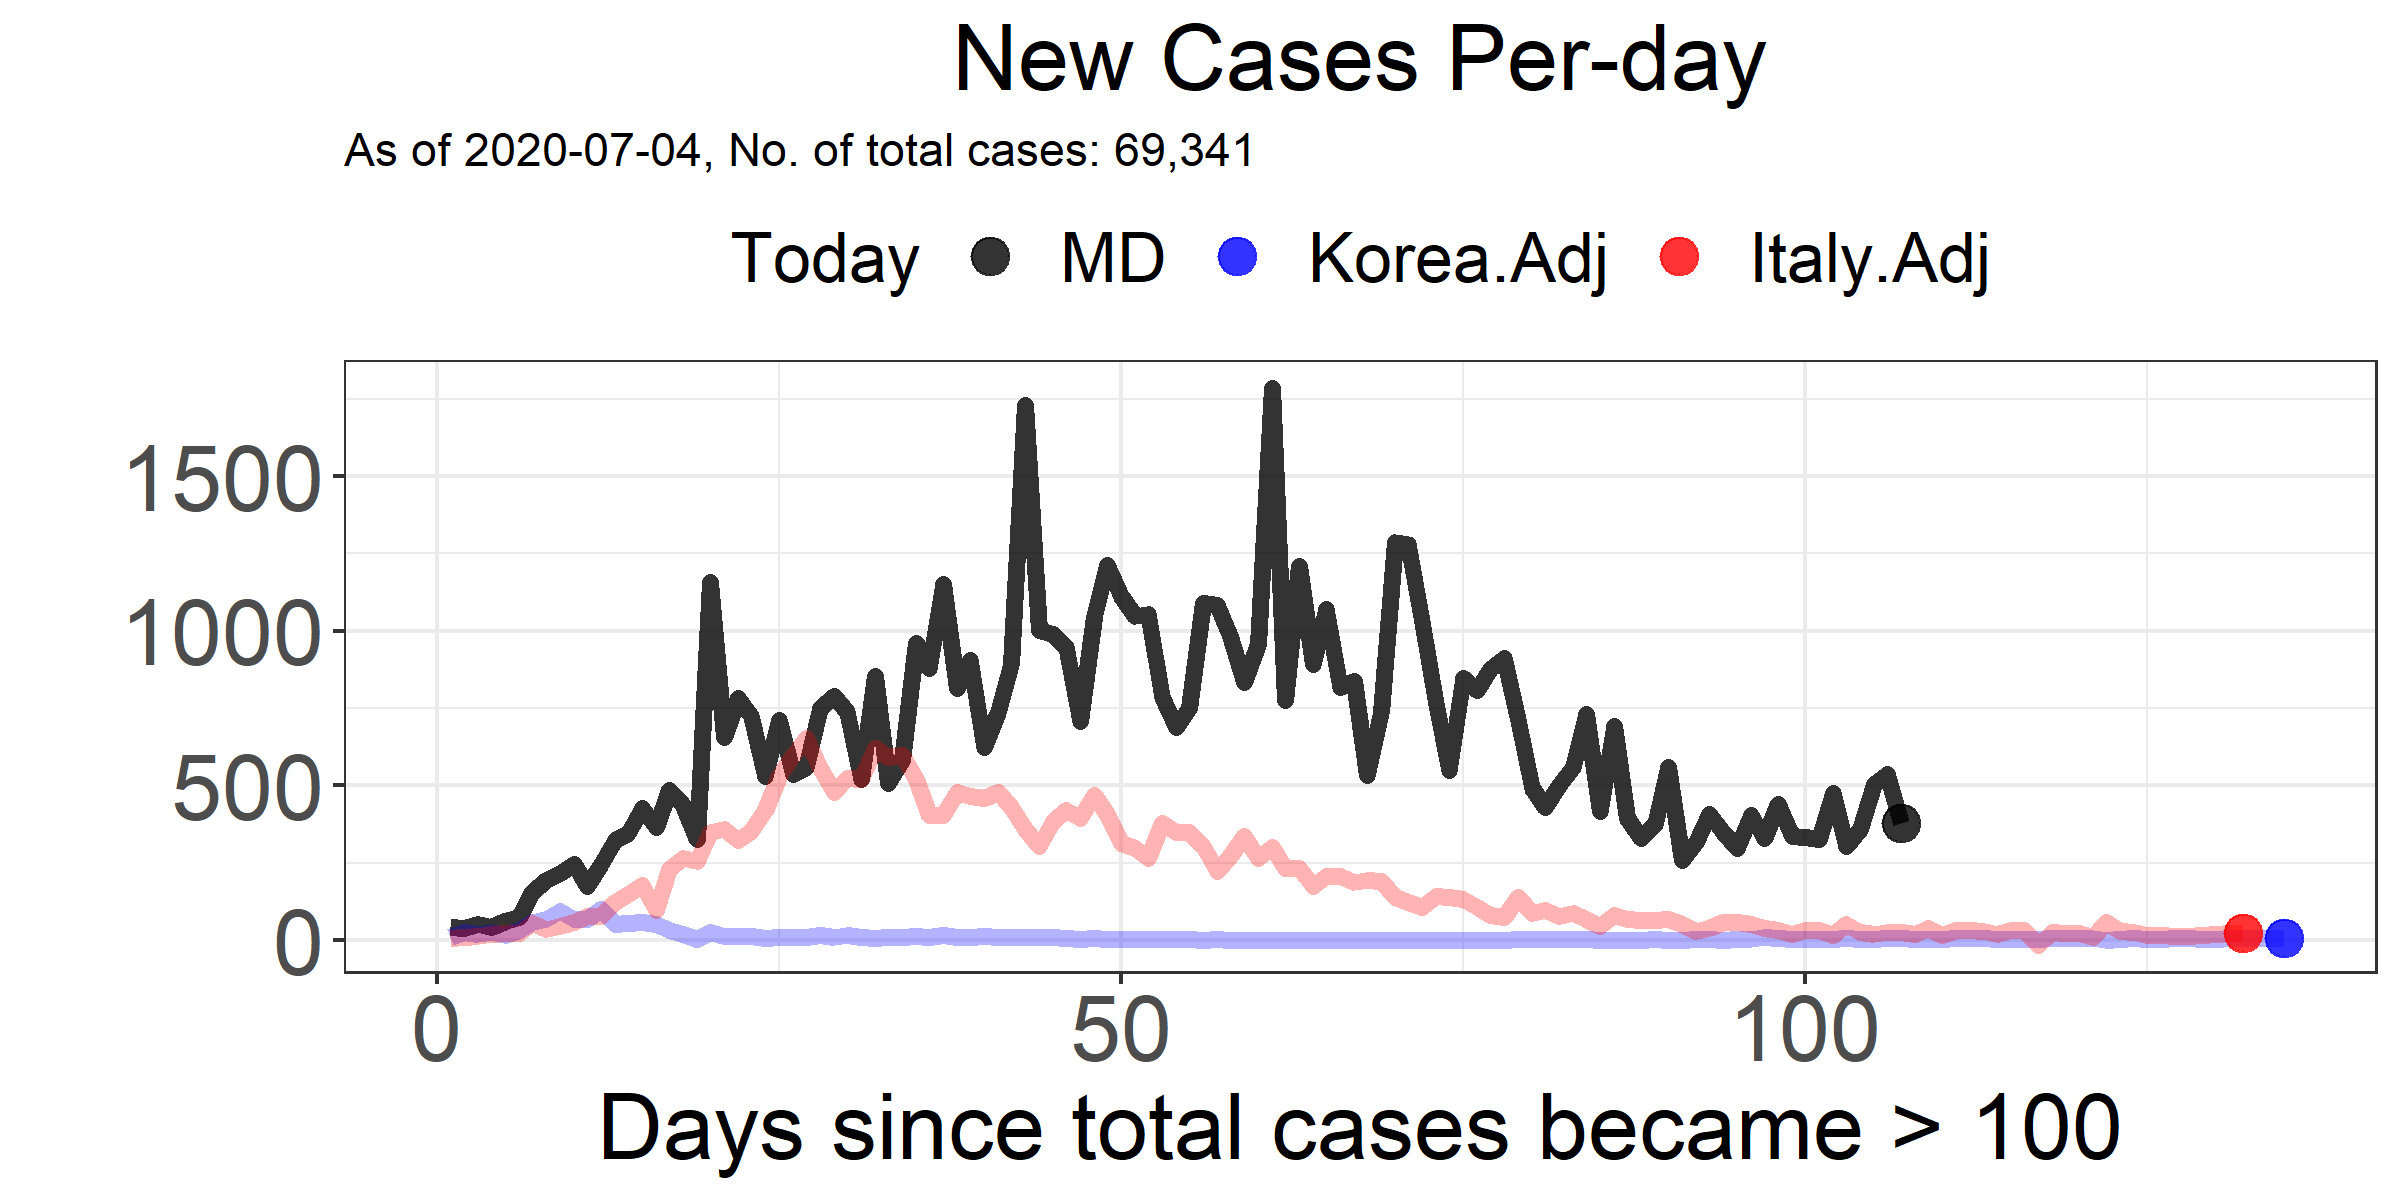 New Cases Per-day
As of 2020-07-04, No. of total cases: 69,341
Today MD Korea.Adj Italy.Adj
1500
1000
500
0
0 50 100
Days since total cases became > 100